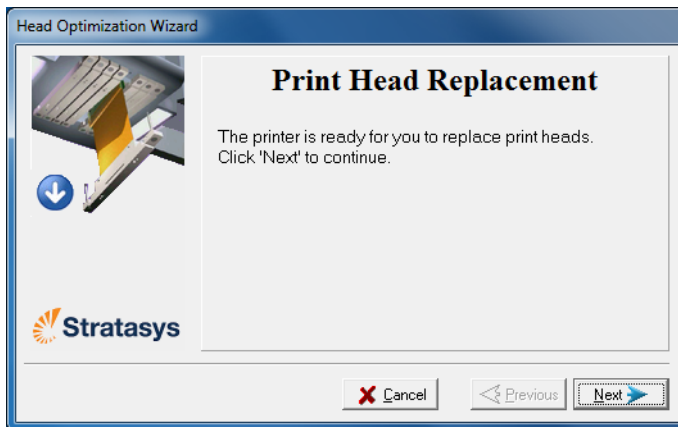 Head Optimization Wizard
Print Head Replacement
The printer is ready for you to replace print heads.
Click 'Next' to continue.
Stratasys
Cancel
Previous
Next